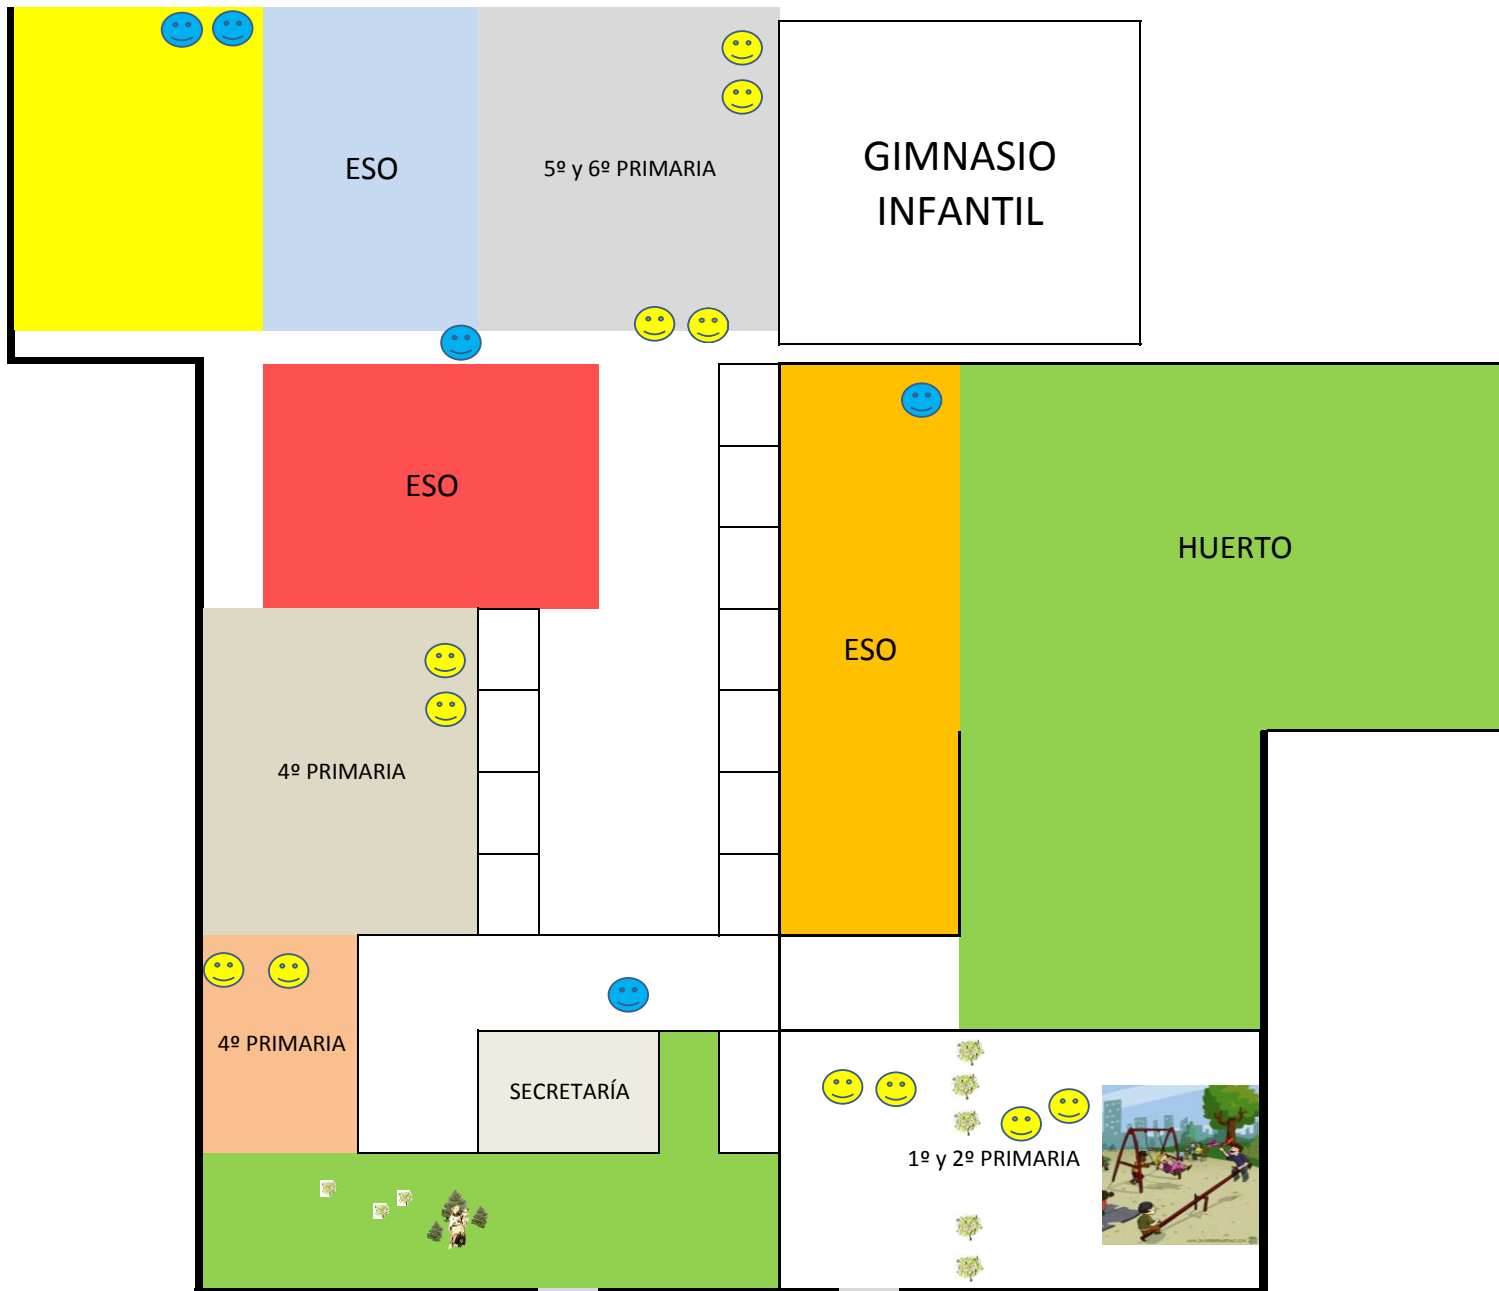 ESO
5º y 6º PRIMARIA
GIMNASIO
INFANTIL
ESO
HUERTO
ESO
4º PRIMARIA
4º PRIMARIA
SECRETARÍA
1º y 2º PRIMARIA